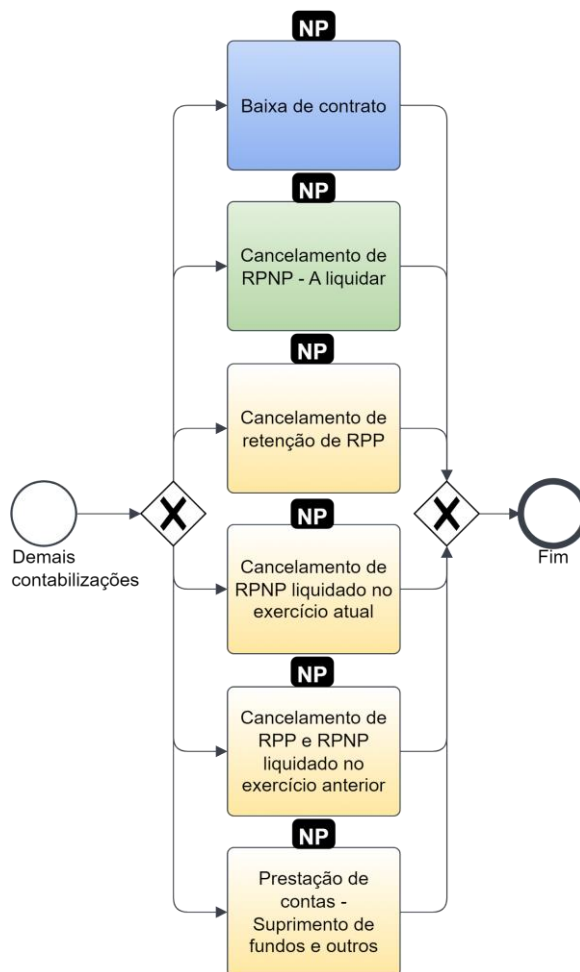 NP
Baixa de contrato
NP
Cancelamento de
RPNP - A liquidar
NP
Cancelamento de
retenção de RPP
Demais
contabilizações
NP
Cancelamento de
RPNP liquidado no
exercício atual
Fim
NP
Cancelamento de
RPP e RPNP
liquidado no
exercício anterior
NP
Prestação de
contas -
Suprimento de
fundos e outros